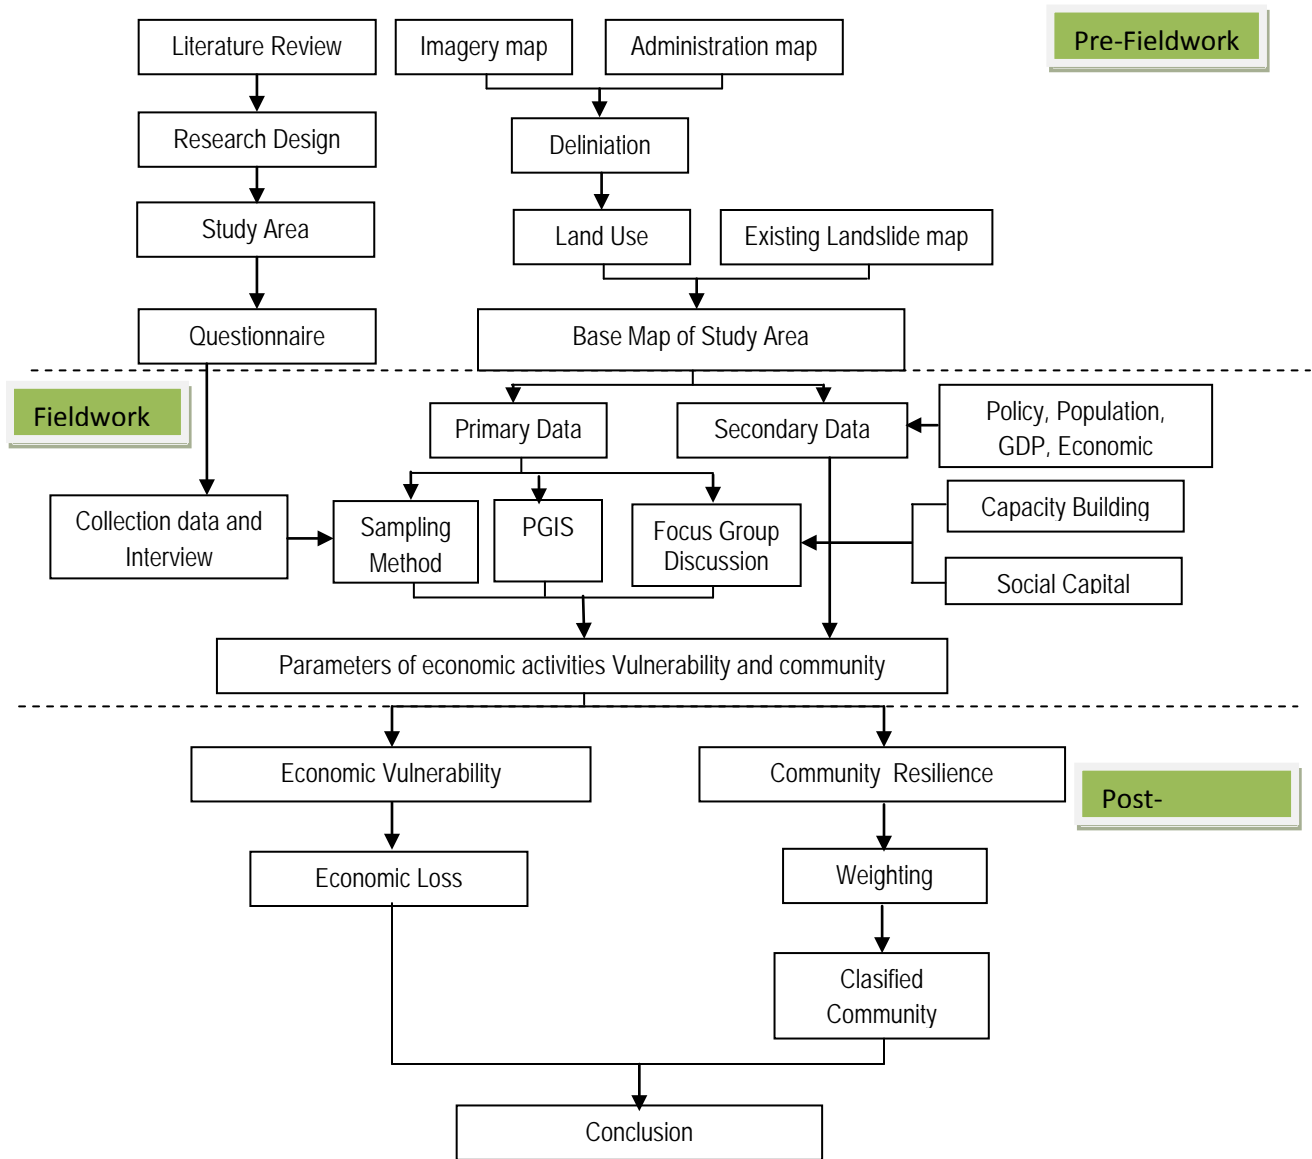 Literature Review
Imagery map
Administration map
Pre-Fieldwork
Research Design
Deliniation
Study Area
Land Use
Existing Landslide map
Questionnaire
Base Map of Study Area
Fieldwork
Primary Data
Secondary Data
Policy, Population,
GDP, Economic
Collection data and
Interview
Sampling
Method
PGIS
Focus Group
Discussion
Capacity Building
Social Capital
Parameters of economic activities Vulnerability and community
Economic Vulnerability
Community Resilience
Post-
Economic Loss
Weighting
Clasified
Community
Conclusion